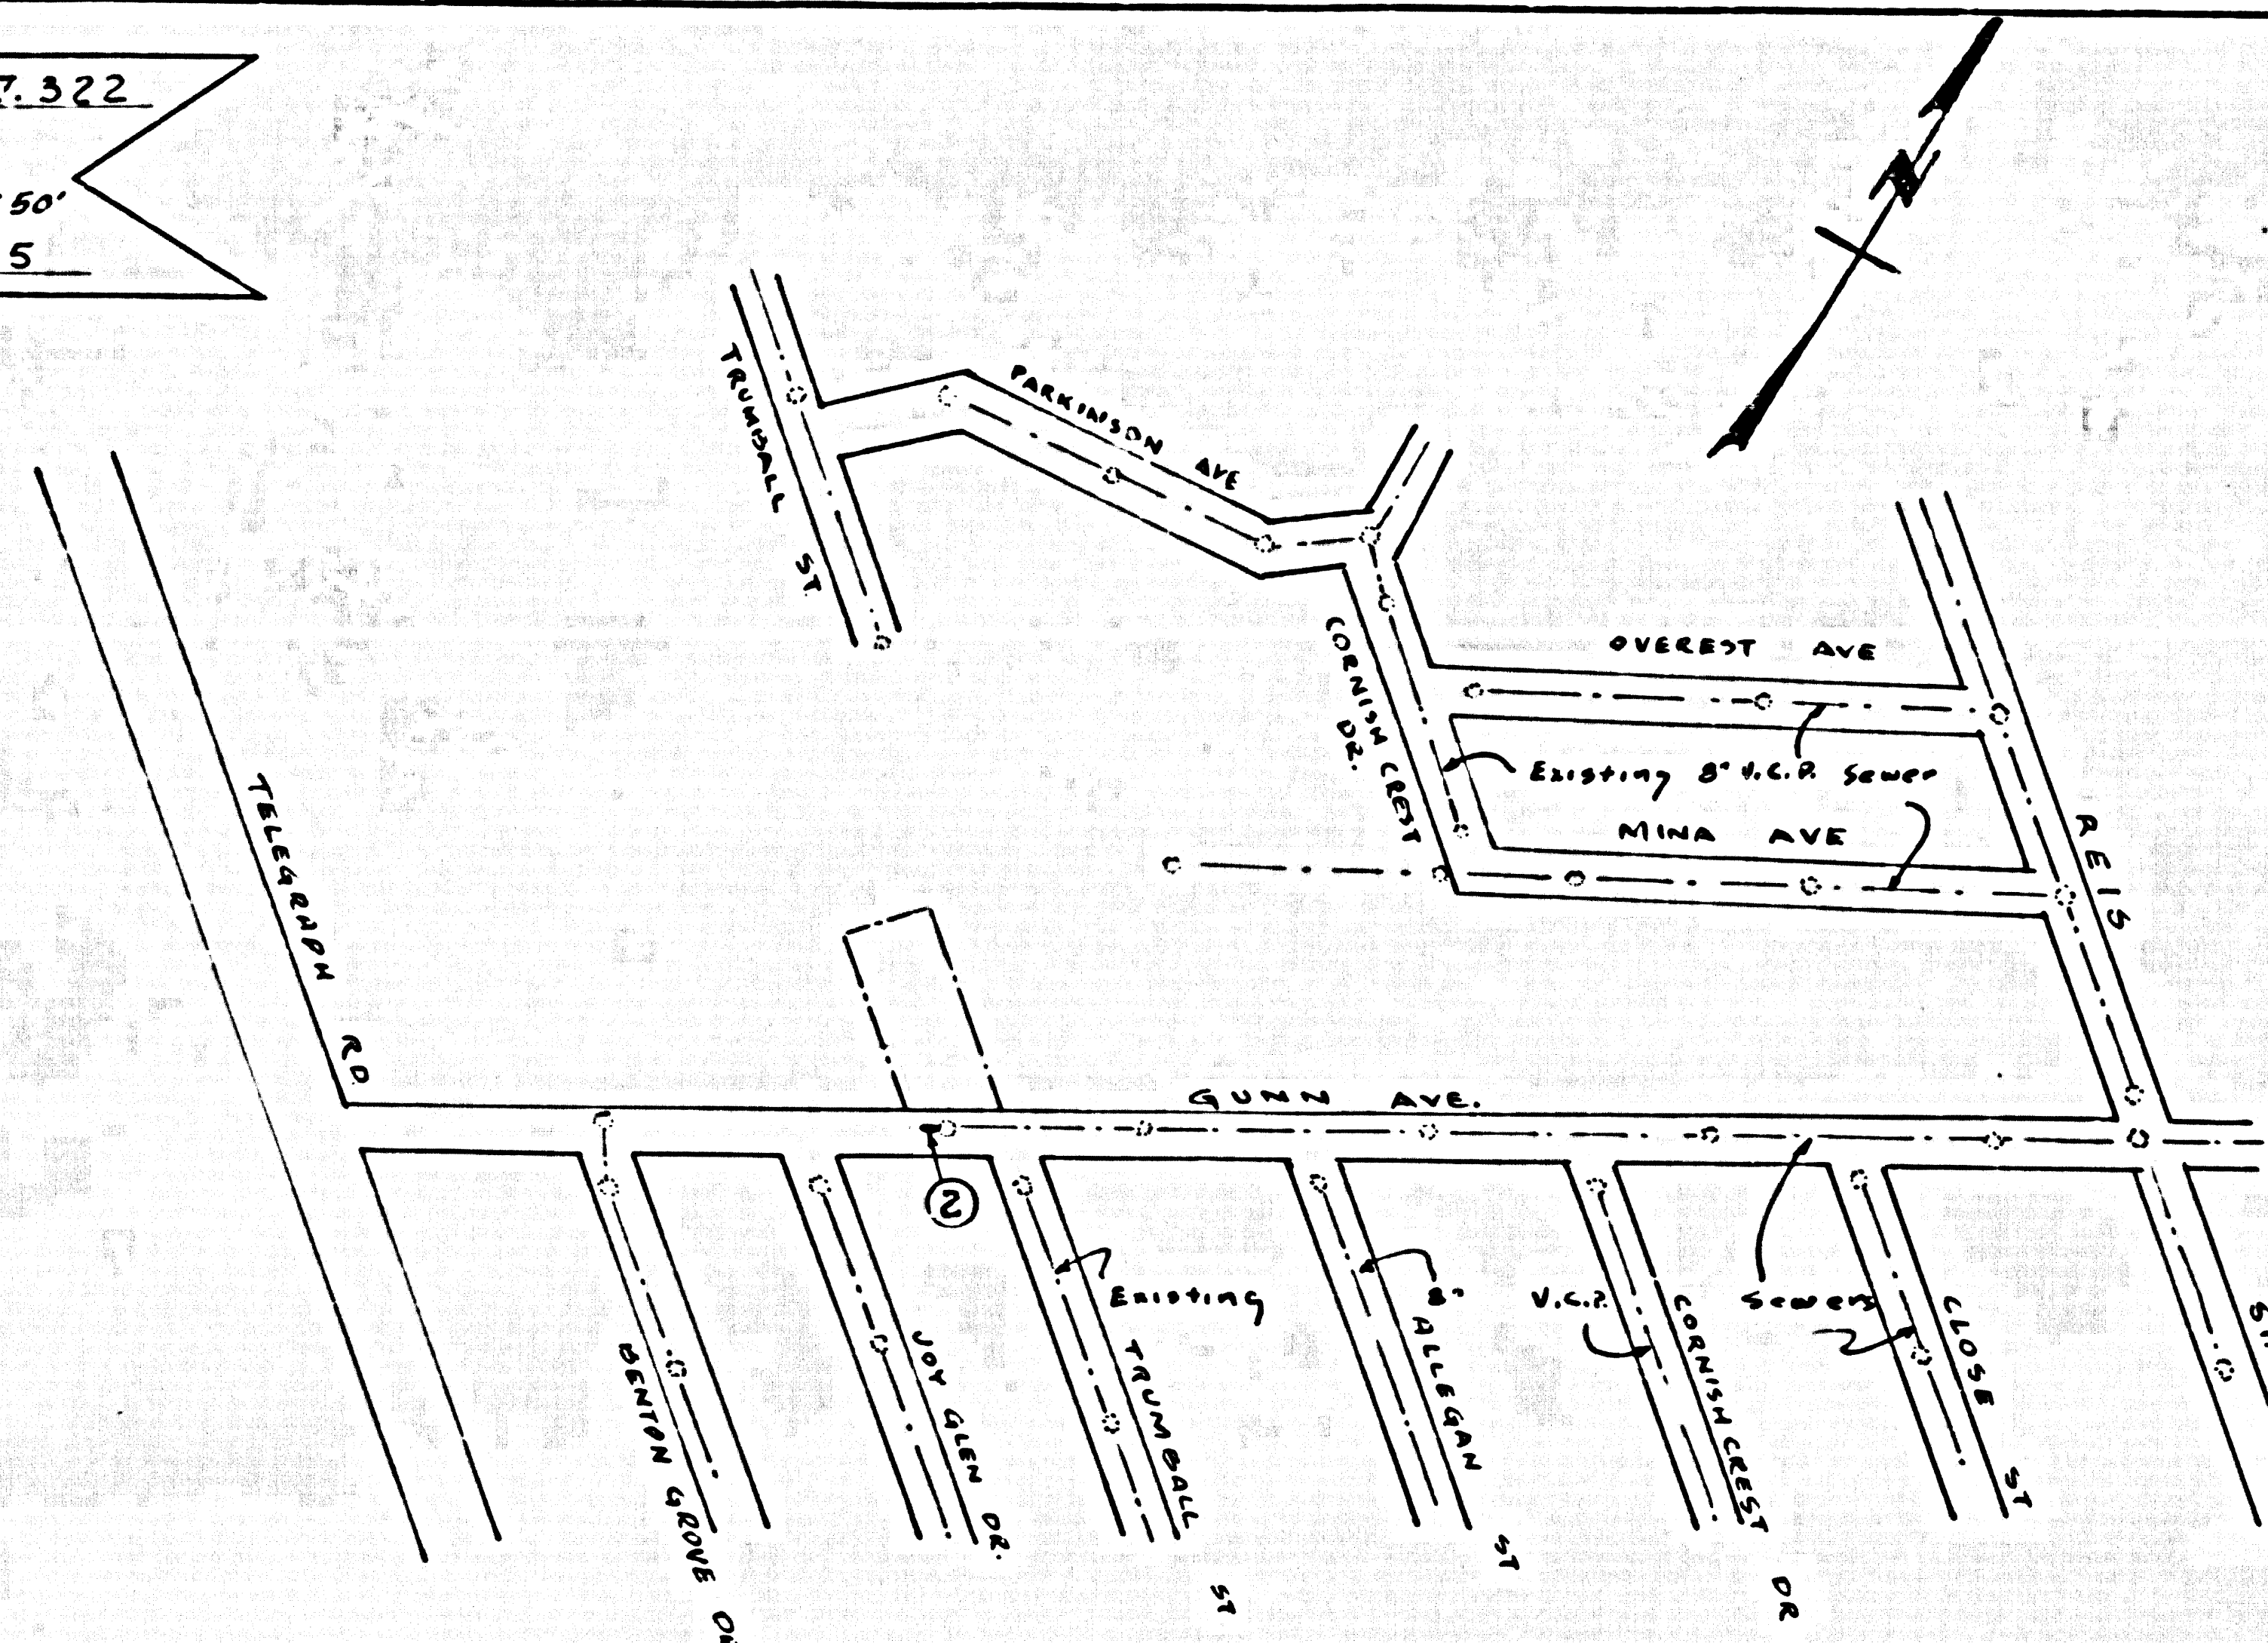 7.322
50'
5
N
TRUMBALL ST.
PARKINSON AVE
CORNISH CREST DR.
OVEREST AVE
Existing 8" V.C.P. Sewer
MINA AVE
REIS
TELEGRAPH RD
GUNN AVE.
2
Existing 8" V.C.P. Sewers
BENTON GROVE
JOY GLEN DR.
TRUMBALL ST
ALLEGAN ST
CORNISH CREST DR
CLOSE ST